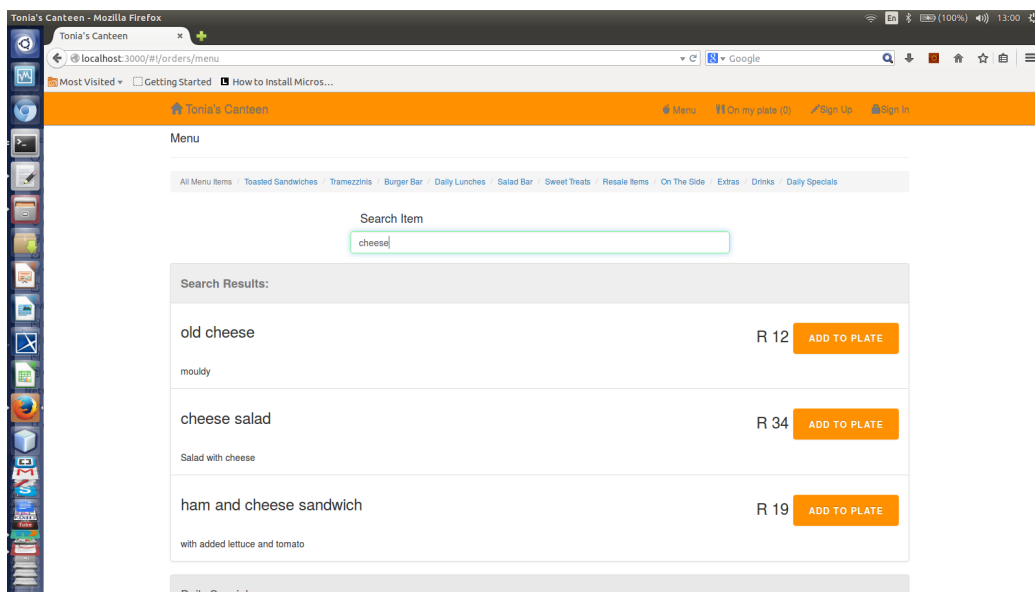 Tonia's Canteen - Mozilla Firefox
En (100%) 13:00
Tonia's Canteen ×
localhost:3000/#!/orders/menu
Google
Most Visited Getting Started How to Install Micros...
Tonia's Canteen Menu On my plate (0) Sign Up Sign In
Menu
All Menu Items / Toasted Sandwiches / Tramezzinis / Burger Bar / Daily Lunches / Salad Bar / Sweet Treats / Resale Items / On The Side / Extras / Drinks / Daily Specials
Search Item
cheese
Search Results:
old cheese
R 12 ADD TO PLATE
mouldy
cheese salad
R 34 ADD TO PLATE
Salad with cheese
ham and cheese sandwich
R 19 ADD TO PLATE
with added lettuce and tomato